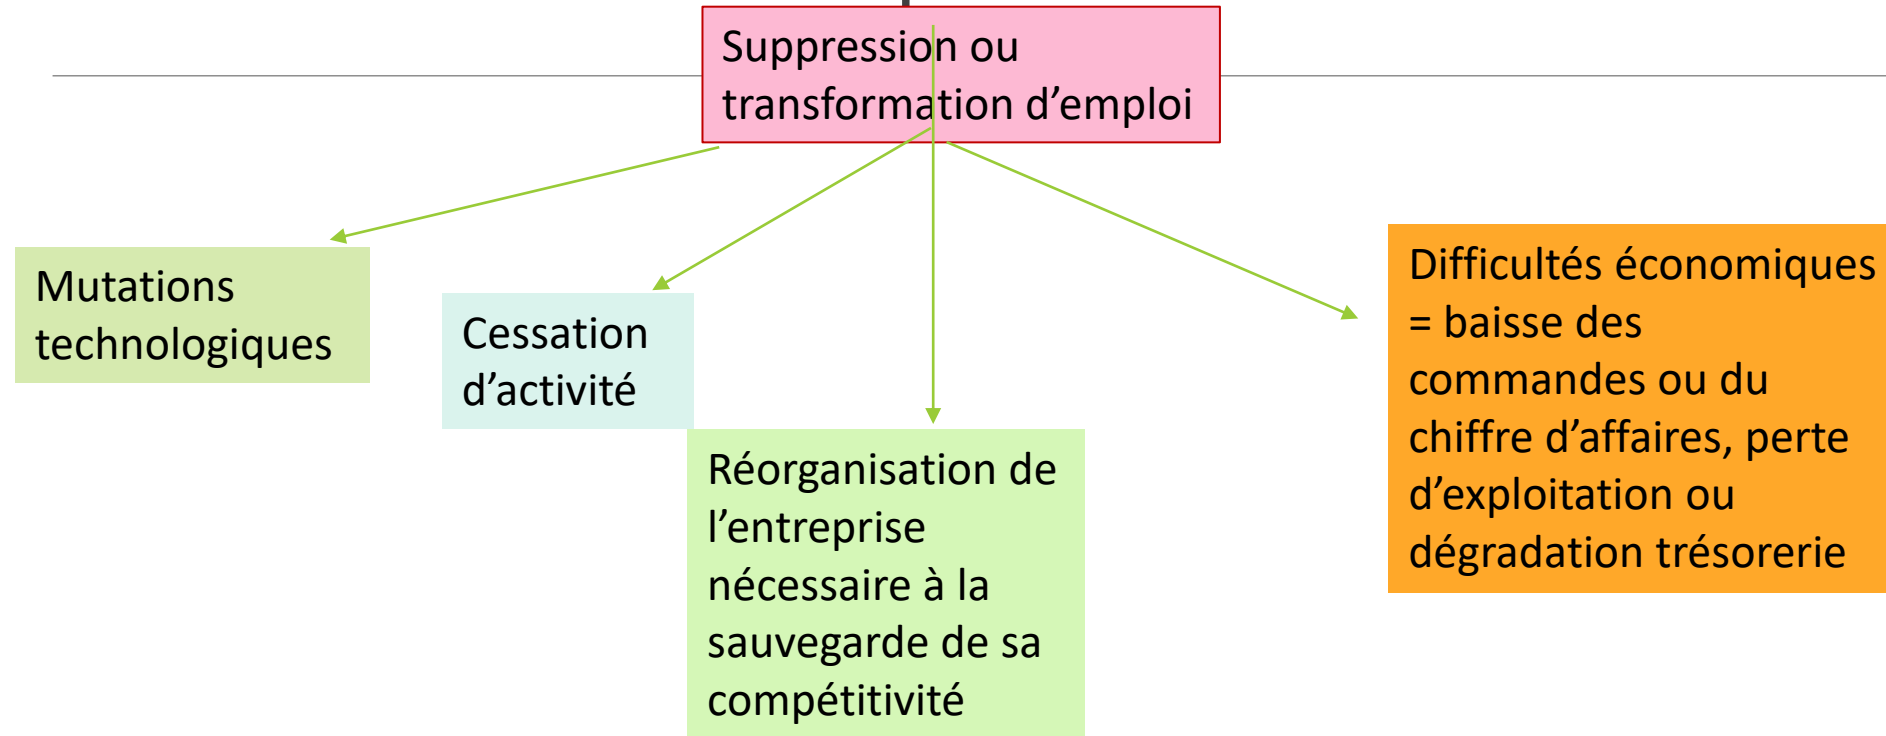 Suppression ou
transformation d’emploi
Mutations
technologiques
Cessation
d’activité
Réorganisation de
l’entreprise
nécessaire à la
sauvegarde de sa
compétitivité
Difficultés économiques
= baisse des
commandes ou du
chiffre d’affaires, perte
d’exploitation ou
dégradation trésorerie